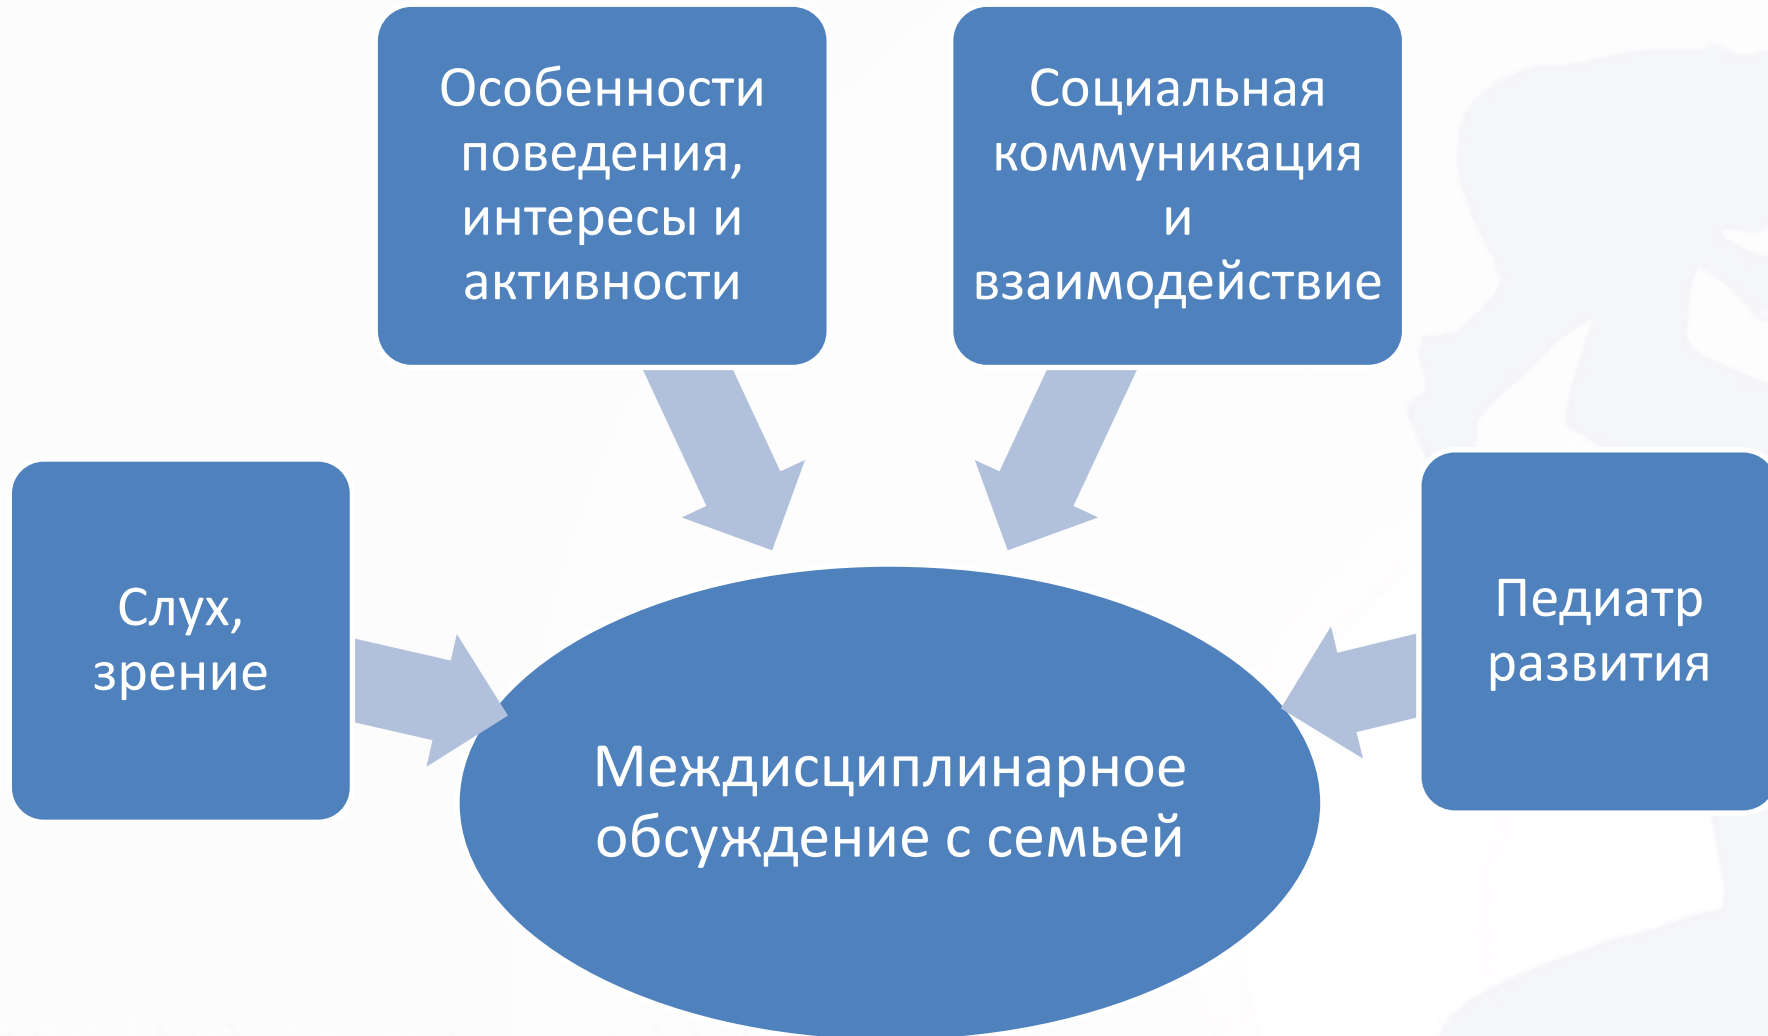 Особенности
поведения,
интересы и
активности
Социальная
коммуникация
и
взаимодействие
Слух,
зрение
Педиатр
развития
Междисциплинарное
обсуждение с семьей